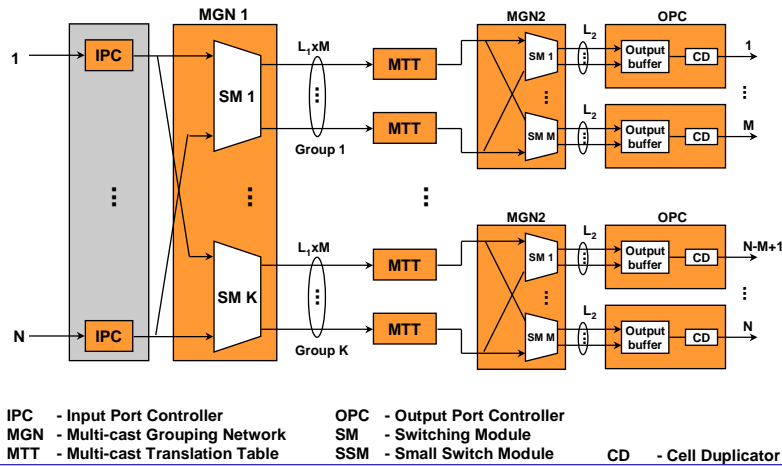 MGN 1
MGN2
OPC
1
IPC
SM 1
L1xM
...
Group 1
MTT
MTT
SM 1
...
SM M
L2
L2
Output buffer
CD
1
...
Output buffer
CD
M
...
...
...
MGN2
OPC
N
IPC
SM K
L1xM
...
Group K
MTT
MTT
SM 1
...
SM M
L2
L2
Output buffer
CD
N-M+1
...
Output buffer
CD
N
IPC - Input Port Controller
OPC - Output Port Controller
MGN - Multi-cast Grouping Network
SM - Switching Module
MTT - Multi-cast Translation Table
SSM - Small Switch Module
CD - Cell Duplicator